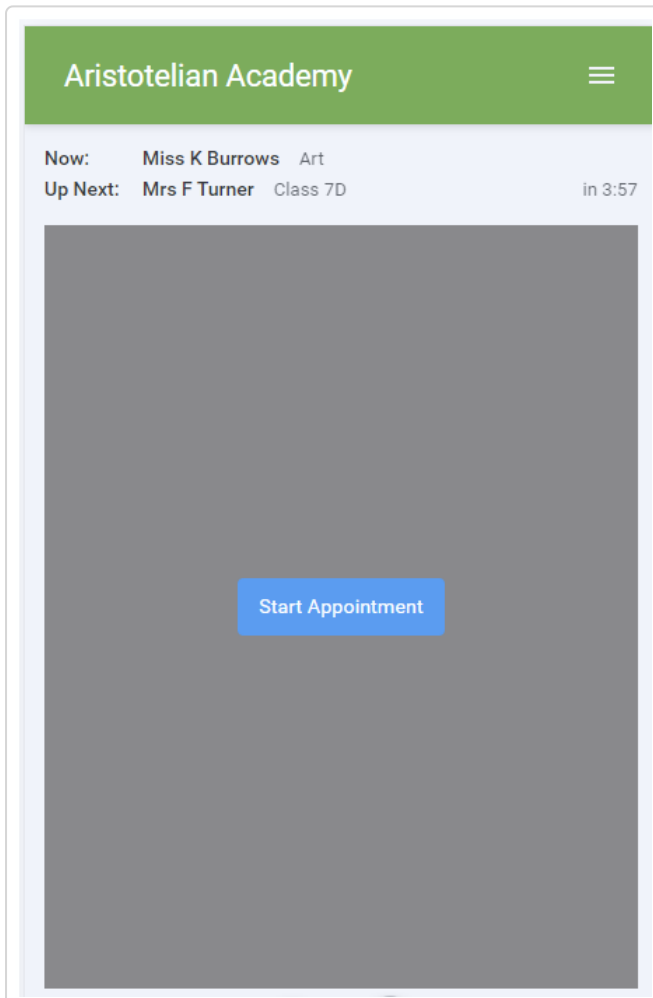 Aristotelian Academy
Now: Miss K Burrows Art
Up Next: Mrs F Turner Class 7D in 3:57
Start Appointment